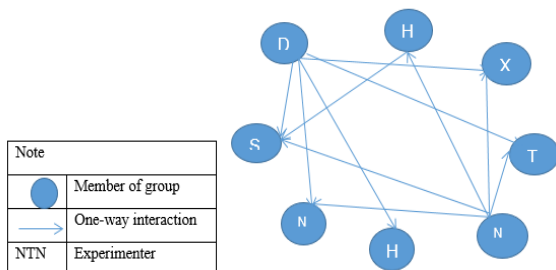 D
H
X
S
T
N
H
N
Note
Member of group
One-way interaction
NTN Experimenter